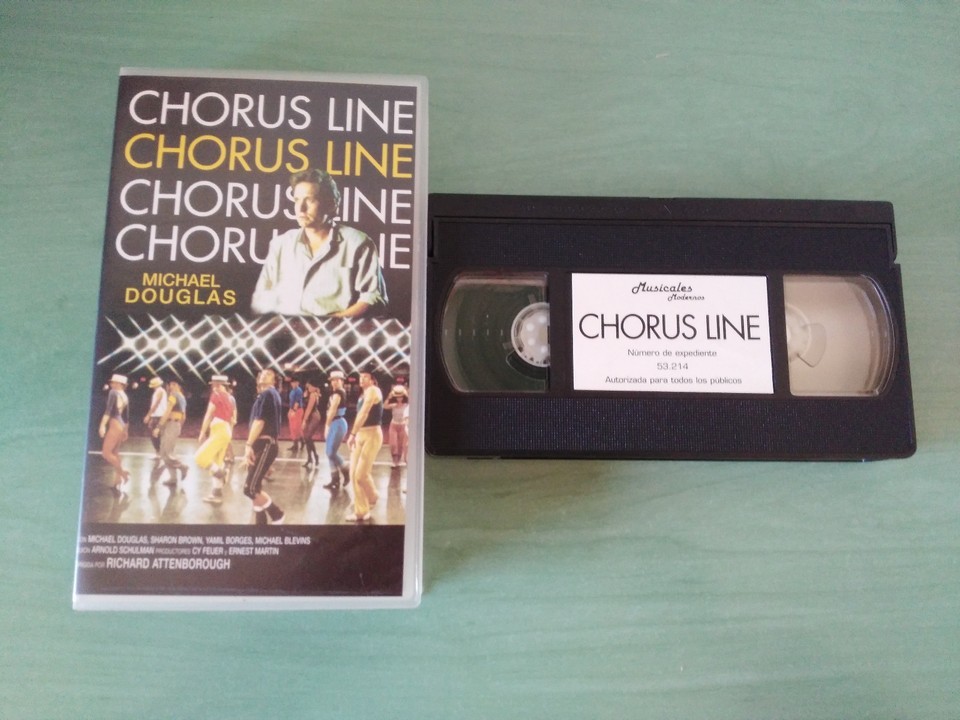 CHORUS LINE
CHORUS LINE
CHORUS LINE
CHORUS LINE
MICHAEL
DOUGLAS
MICHAEL DOUGLAS, SHARON BROWN, YAMIL BORGES, MICHAEL BLEVINS
ARNOLD SCHULMAN PRODUCTORES CY FEUER y ERNEST MARTIN
POR RICHARD ATTENBOROUGH
Musicales
Modernos
CHORUS LINE
Número de expediente
53.214
Autorizada para todos los públicos